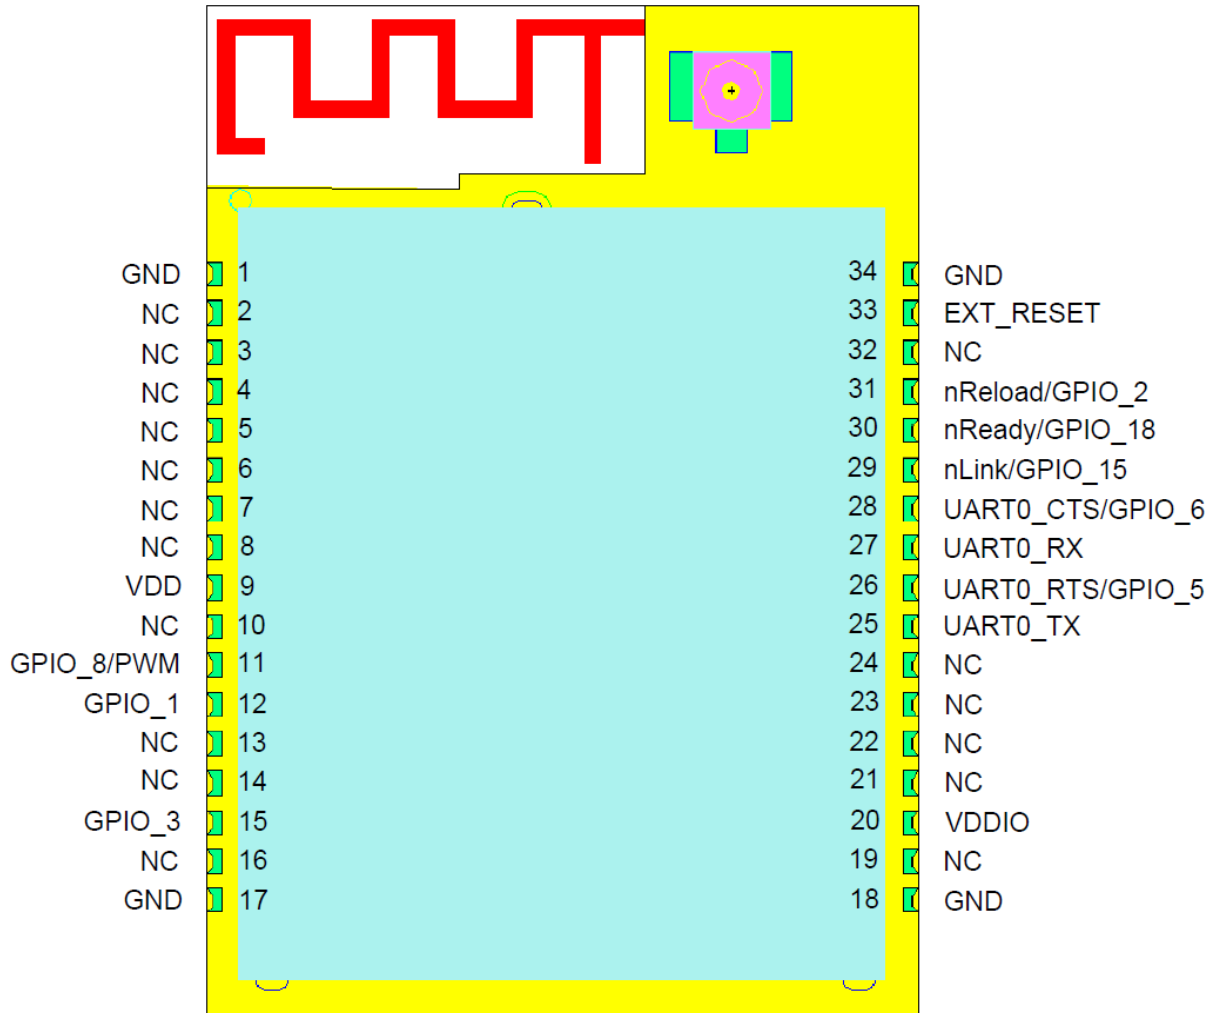 GND 1 34 GND
NC 2 33 EXT_RESET
NC 3 32 NC
NC 4 31 nReload/GPIO_2
NC 5 30 nReady/GPIO_18
NC 6 29 nLink/GPIO_15
NC 7 28 UART0_CTS/GPIO_6
NC 8 27 UART0_RX
VDD 9 26 UART0_RTS/GPIO_5
NC 10 25 UART0_TX
GPIO_8/PWM 11 24 NC
GPIO_1 12 23 NC
NC 13 22 NC
NC 14 21 NC
GPIO_3 15 20 VDDIO
NC 16 19 NC
GND 17 18 GND